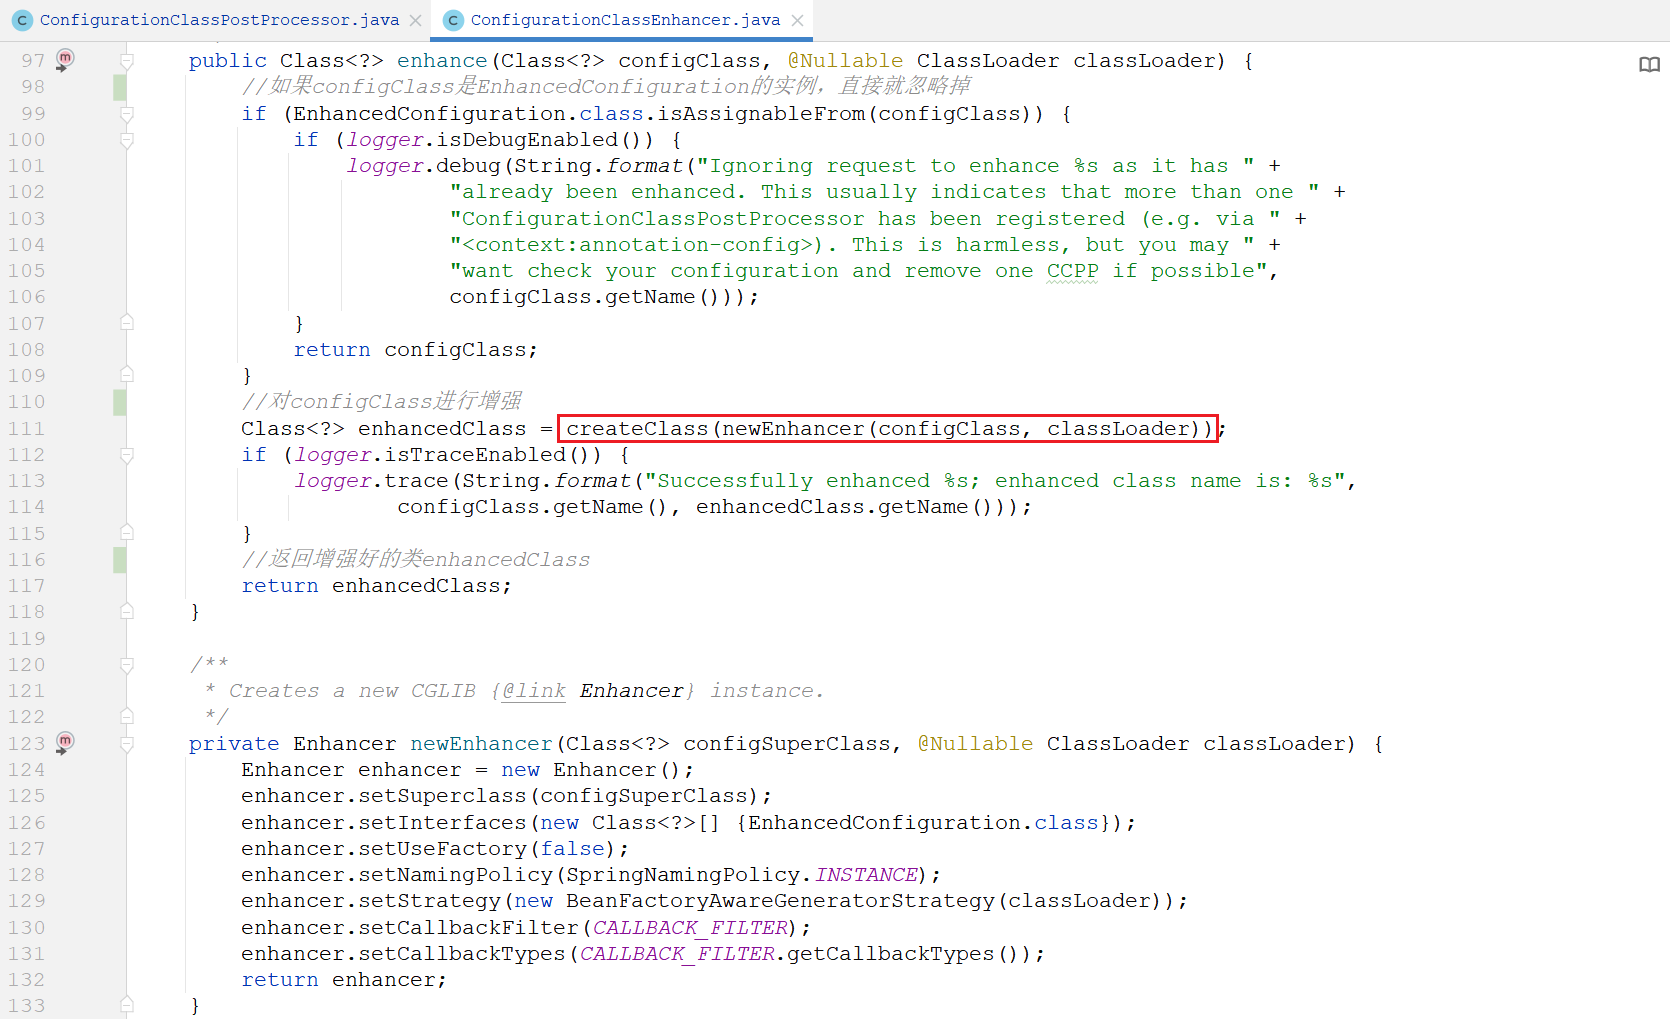 ConfigurationClassPostProcessor.java ConfigurationClassEnhancer.java
97 public Class<?> enhance(Class<?> configClass, @Nullable ClassLoader classLoader) {
98 //如果configClass是EnhancedConfiguration的实例，直接就忽略掉
99 if (EnhancedConfiguration.class.isAssignableFrom(configClass)) {
100 if (logger.isDebugEnabled()) {
101 logger.debug(String.format("Ignoring request to enhance %s as it has " +
102 "already been enhanced. This usually indicates that more than one " +
103 "ConfigurationClassPostProcessor has been registered (e.g. via " +
104 "<context:annotation-config>). This is harmless, but you may " +
105 "want check your configuration and remove one CCPP if possible",
106 configClass.getName()));
107 }
108 return configClass;
109 }
110 //对configClass进行增强
111 Class<?> enhancedClass = createClass(newEnhancer(configClass, classLoader));
112 if (logger.isTraceEnabled()) {
113 logger.trace(String.format("Successfully enhanced %s; enhanced class name is: %s",
114 configClass.getName(), enhancedClass.getName()));
115 }
116 //返回增强好的类enhancedClass
117 return enhancedClass;
118 }
119
120 /**
121 * Creates a new CGLIB {@link Enhancer} instance.
122 */
123 private Enhancer newEnhancer(Class<?> configSuperClass, @Nullable ClassLoader classLoader) {
124 Enhancer enhancer = new Enhancer();
125 enhancer.setSuperclass(configSuperClass);
126 enhancer.setInterfaces(new Class<?>[] {EnhancedConfiguration.class});
127 enhancer.setUseFactory(false);
128 enhancer.setNamingPolicy(SpringNamingPolicy.INSTANCE);
129 enhancer.setStrategy(new BeanFactoryAwareGeneratorStrategy(classLoader));
130 enhancer.setCallbackFilter(CALLBACK_FILTER);
131 enhancer.setCallbackTypes(CALLBACK_FILTER.getCallbackTypes());
132 return enhancer;
133 }